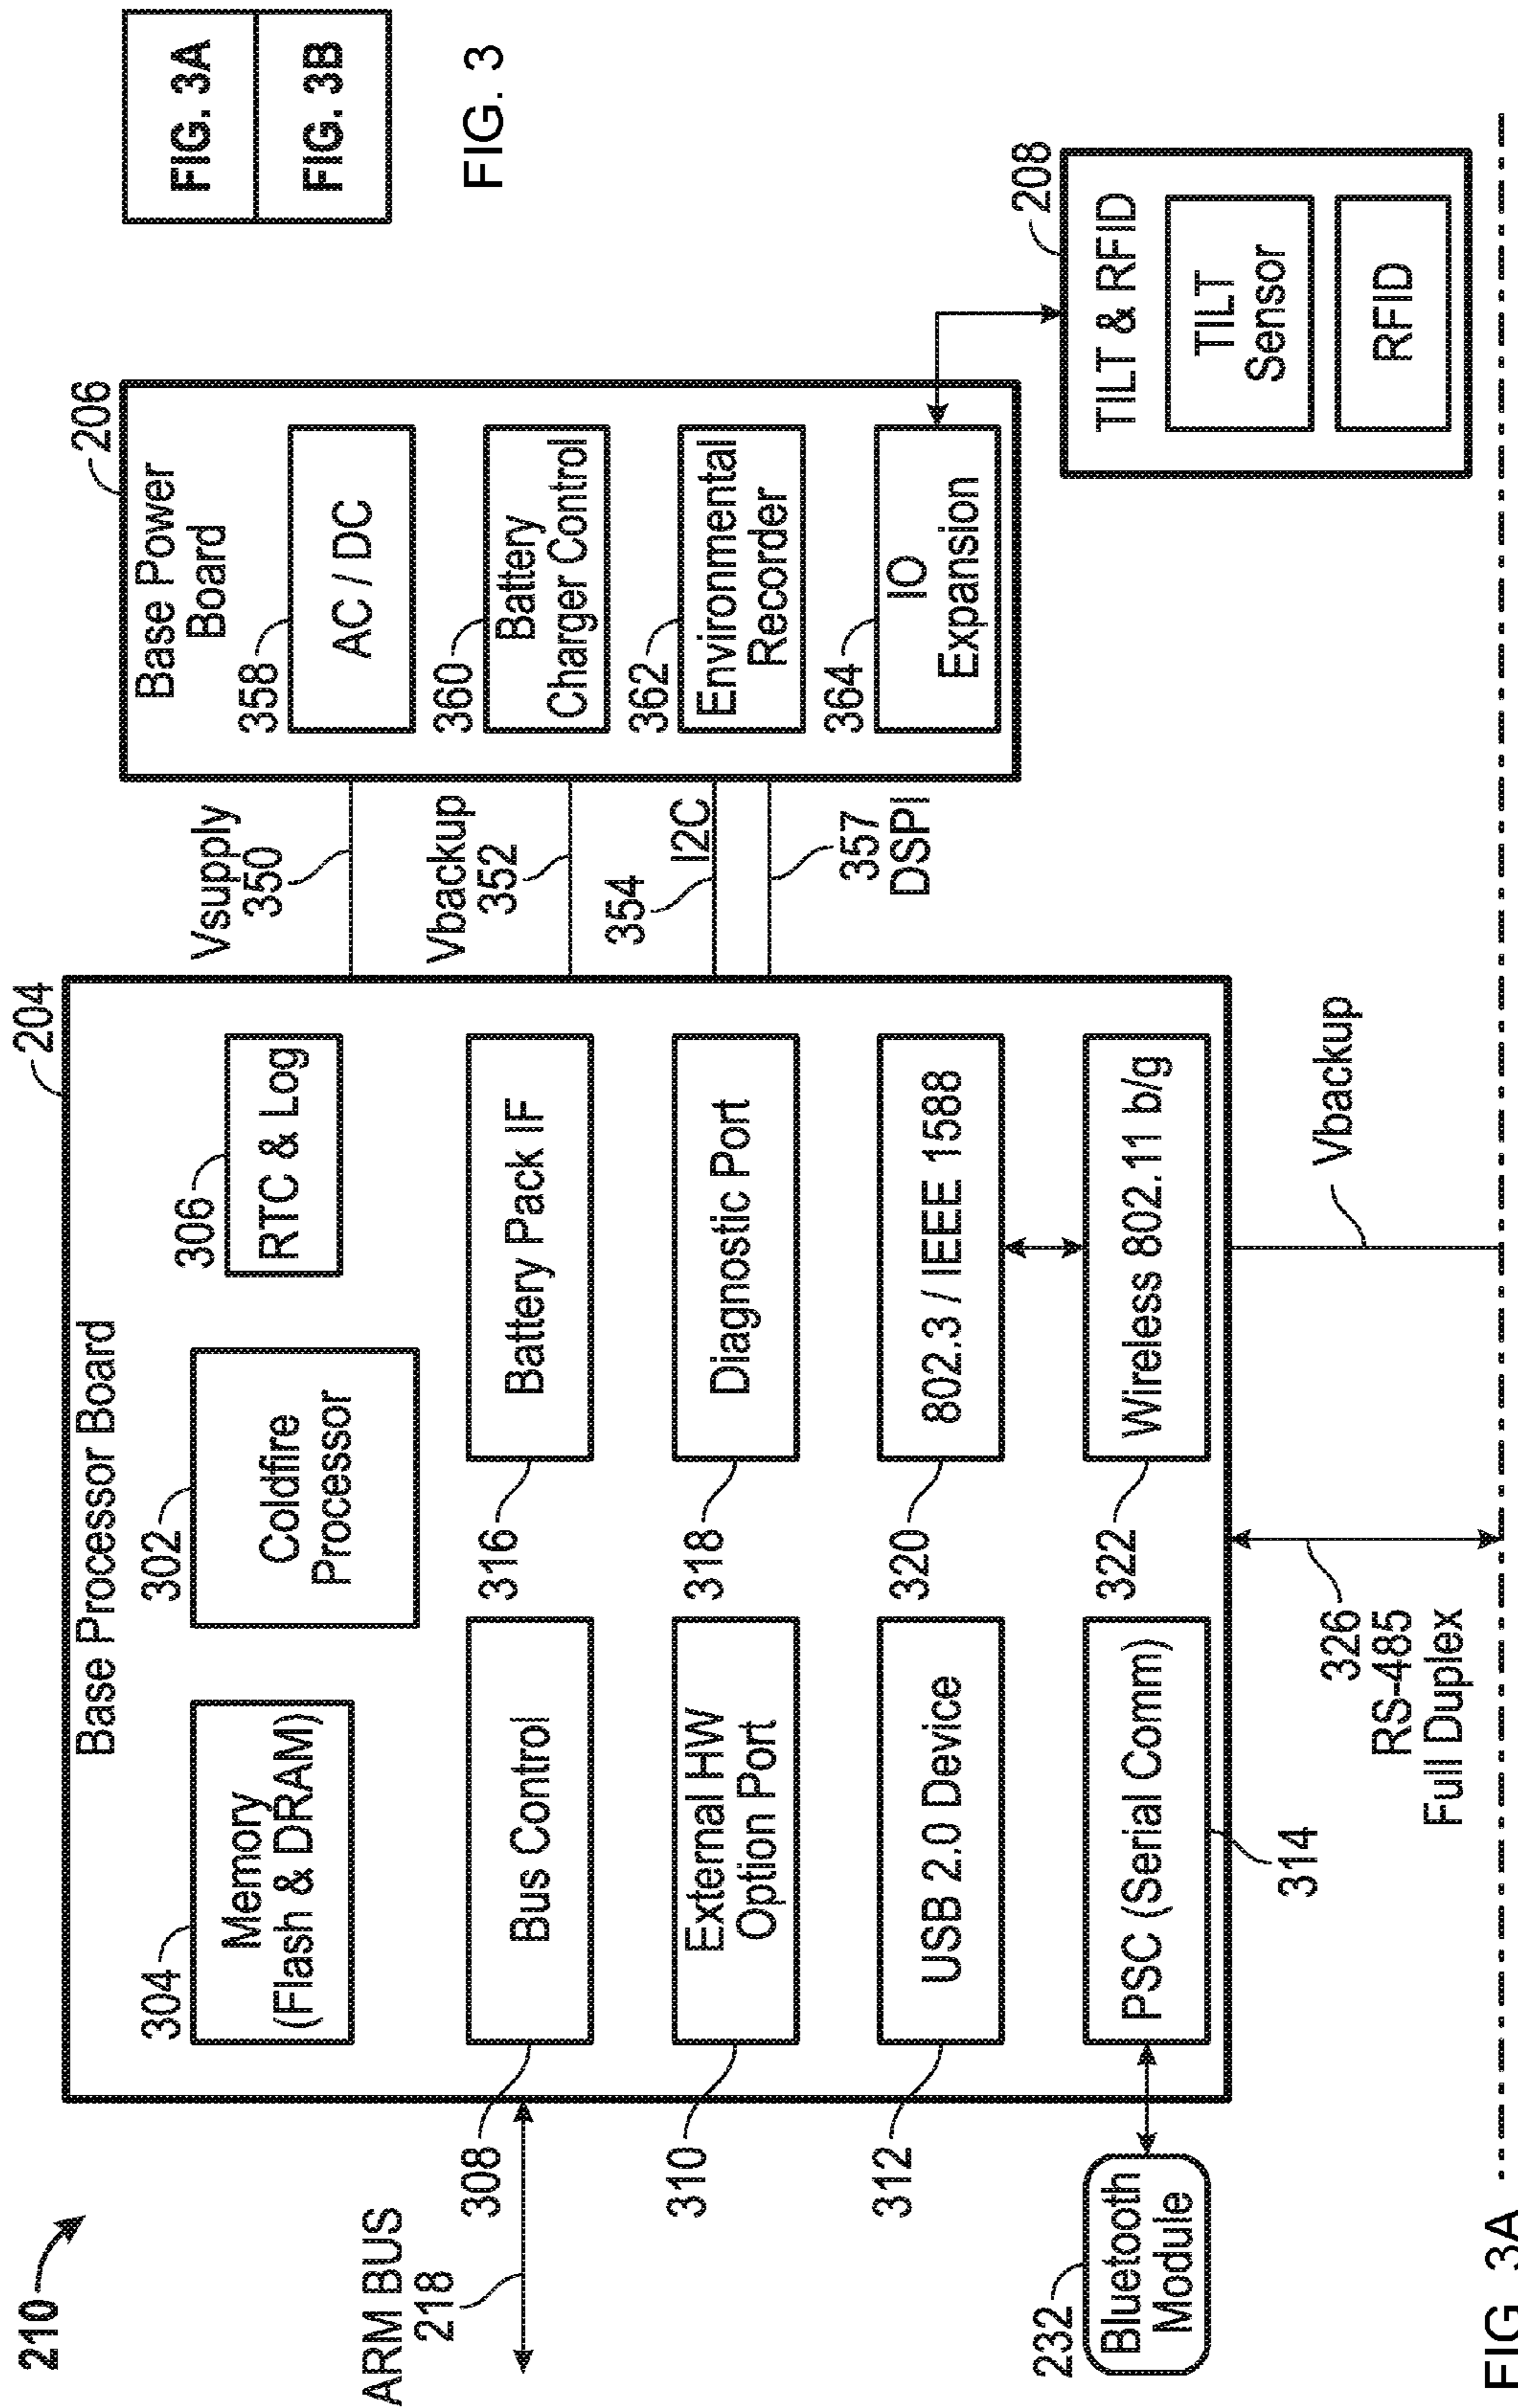 210
204
Base Processor Board
304
Memory
(Flash & DRAM)
302
Coldfire
Processor
306
RTC & Log
ARM BUS
218
308
Bus Control
316
Battery Pack IF
310
External HW
Option Port
318
Diagnostic Port
312
USB 2.0 Device
320
802.3 / IEEE 1588
232
Bluetooth
Module
PSC (Serial Comm)
314
322
Wireless 802.11 b/g
326
RS-485
Full Duplex
Vbackup
Vsupply
350
Vbackup
352
354
I2C
357
DSPI
206
Base Power
Board
358
AC / DC
360
Battery
Charger Control
362
Environmental
Recorder
364
IO
Expansion
208
TILT & RFID
TILT
Sensor
RFID
FIG. 3A
FIG. 3B
FIG. 3
FIG. 3A